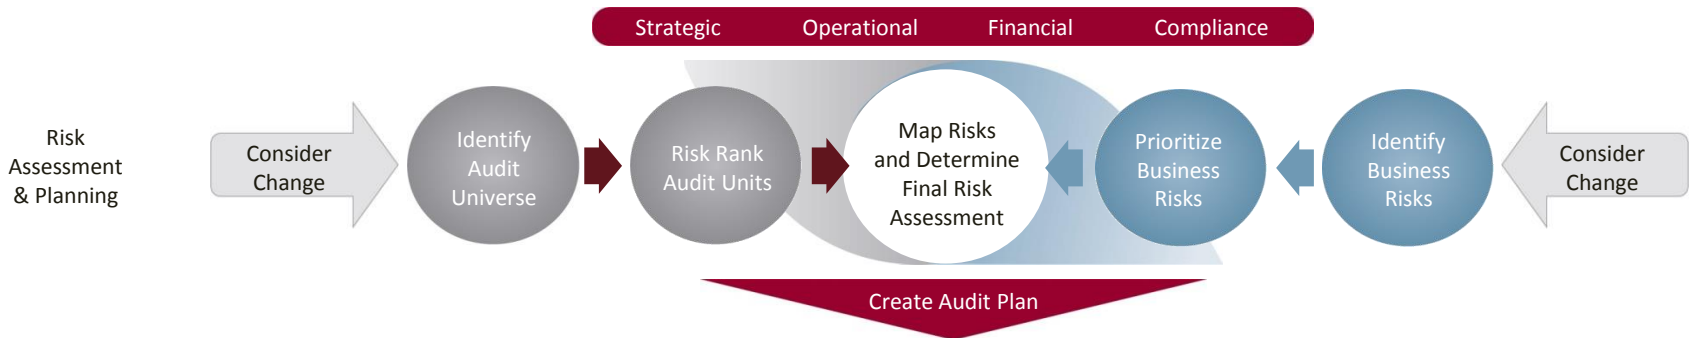 Strategic Operational Financial Compliance
Risk
Assessment
& Planning
Consider
Change
Identify
Audit
Universe
Risk Rank
Audit Units
Map Risks
and Determine
Final Risk
Assessment
Prioritize
Business
Risks
Identify
Business
Risks
Consider
Change
Create Audit Plan